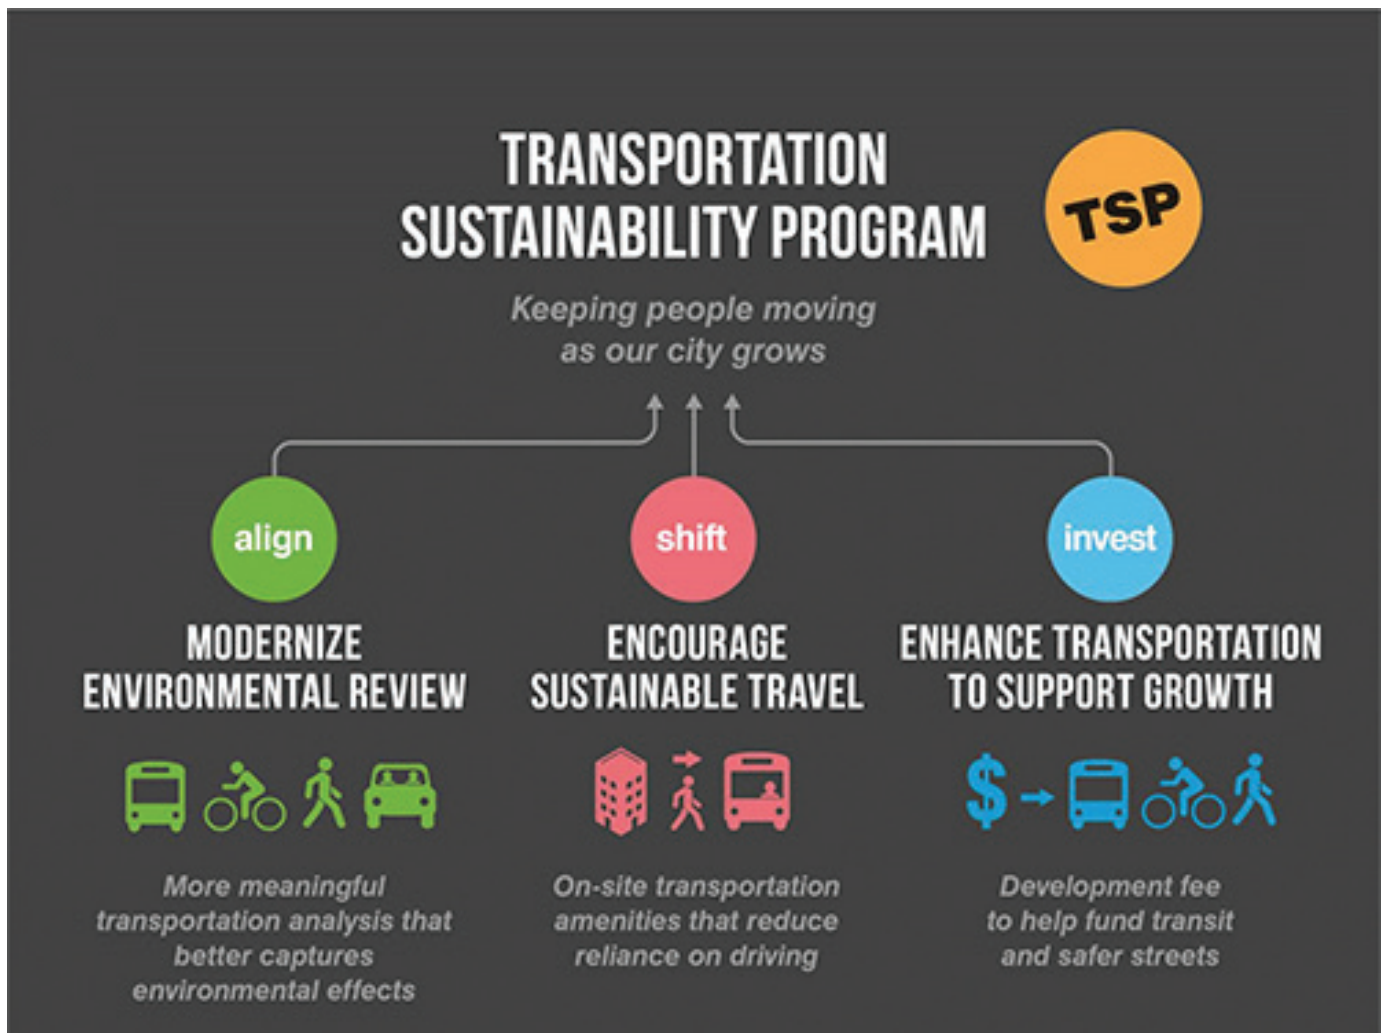 TRANSPORTATION
SUSTAINABILITY PROGRAM
TSP
Keeping people moving
as our city grows
align
MODERNIZE
ENVIRONMENTAL REVIEW
More meaningful
transportation analysis that
better captures
environmental effects
shift
ENCOURAGE
SUSTAINABLE TRAVEL
On-site transportation
amenities that reduce
reliance on driving
invest
ENHANCE TRANSPORTATION
TO SUPPORT GROWTH
$
Development fee
to help fund transit
and safer streets